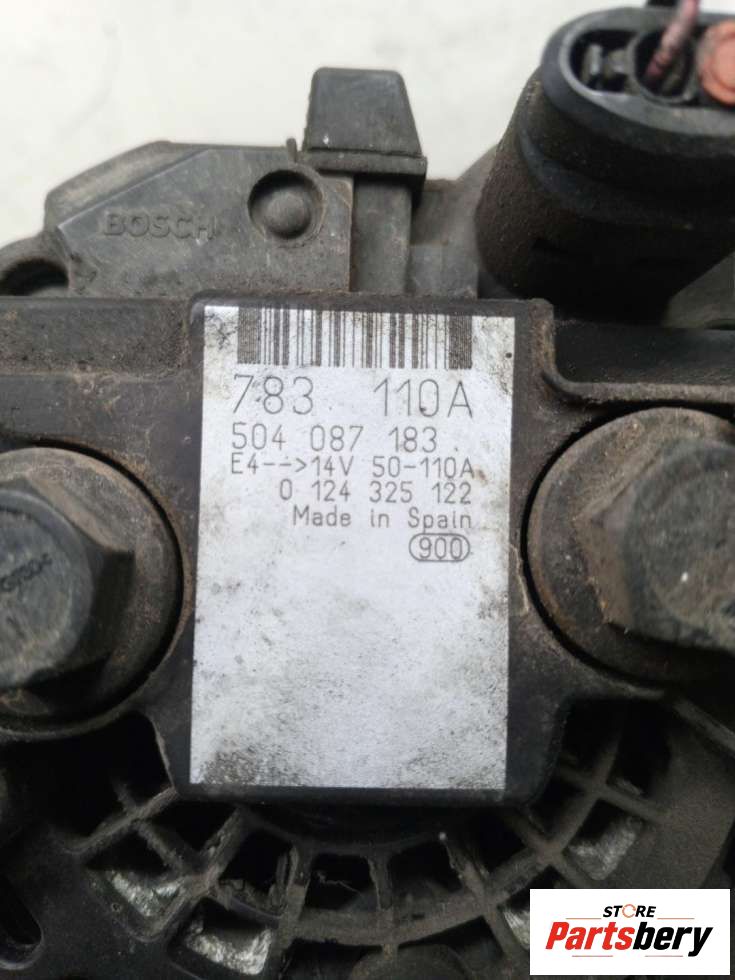 BOSCH
783 110A
504 087 183
E4-->14V 50-110A
0 124 325 122
Made in Spain
900
STORE
Partsbery